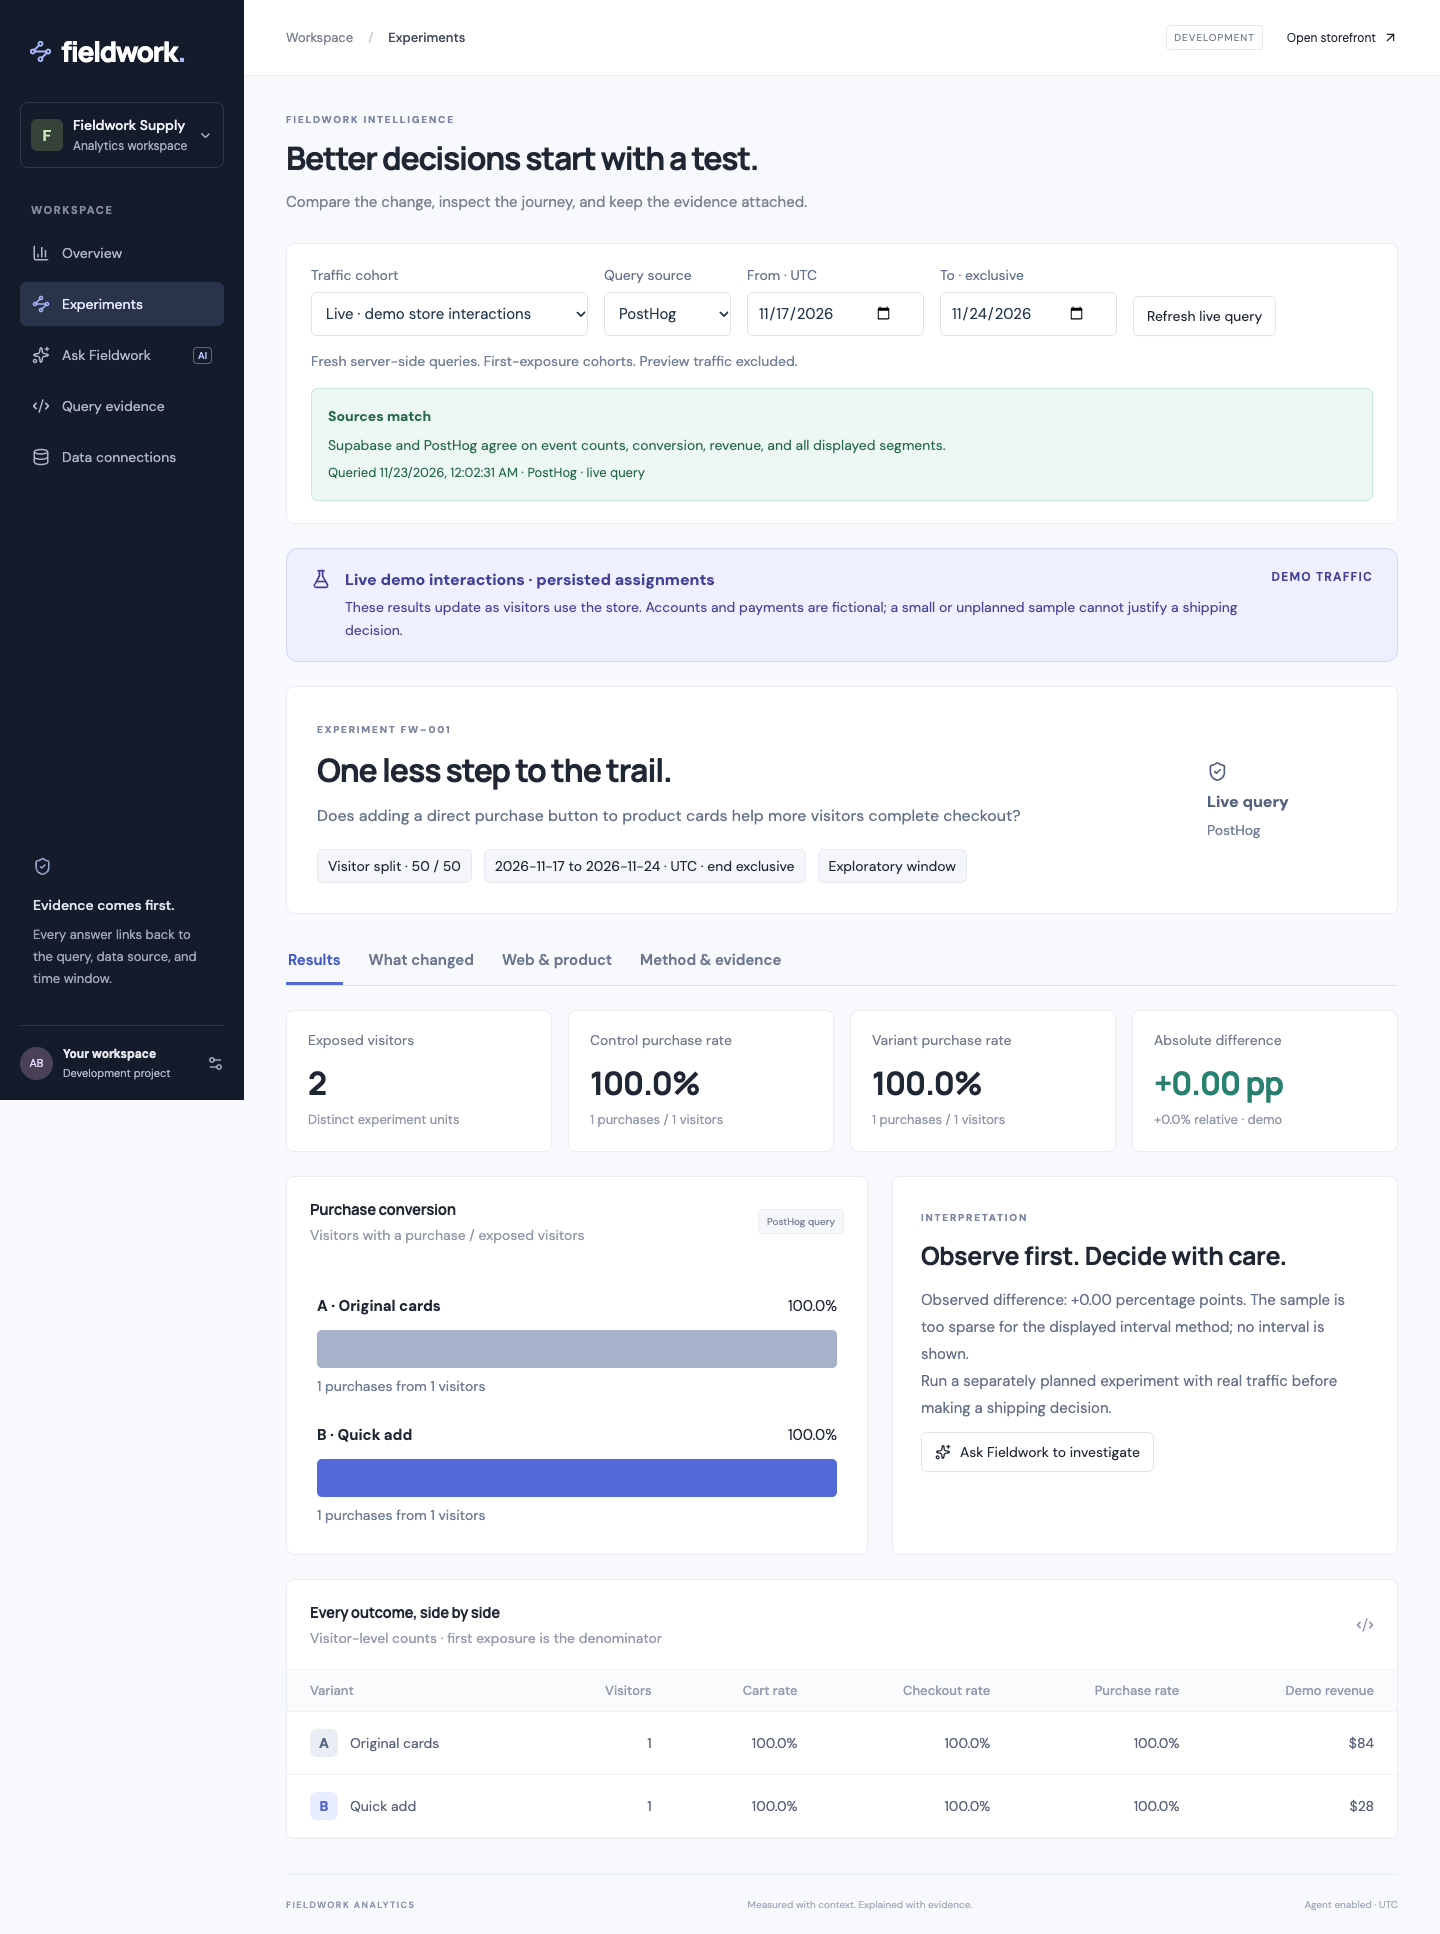 fieldwork.
F
Fieldwork Supply
Analytics workspace
WORKSPACE
Overview
Experiments
Ask Fieldwork AI
Query evidence
Data connections
Evidence comes first.
Every answer links back to
the query, data source, and
time window.
AB
Your workspace
Development project
Workspace / Experiments
DEVELOPMENT
Open storefront
FIELDWORK INTELLIGENCE
Better decisions start with a test.
Compare the change, inspect the journey, and keep the evidence attached.
Traffic cohort
Live · demo store interactions
Query source
PostHog
From · UTC
11/17/2026
To · exclusive
11/24/2026
Refresh live query
Fresh server-side queries. First-exposure cohorts. Preview traffic excluded.
Sources match
Supabase and PostHog agree on event counts, conversion, revenue, and all displayed segments.
Queried 11/23/2026, 12:02:31 AM · PostHog · live query
Live demo interactions · persisted assignments
These results update as visitors use the store. Accounts and payments are fictional; a small or unplanned sample cannot justify a shipping
decision.
DEMO TRAFFIC
EXPERIMENT FW-001
One less step to the trail.
Does adding a direct purchase button to product cards help more visitors complete checkout?
Visitor split · 50 / 50
2026-11-17 to 2026-11-24 · UTC · end exclusive
Exploratory window
Live query
PostHog
Results
What changed
Web & product
Method & evidence
Exposed visitors
2
Distinct experiment units
Control purchase rate
100.0%
1 purchases / 1 visitors
Variant purchase rate
100.0%
1 purchases / 1 visitors
Absolute difference
+0.00 pp
+0.0% relative · demo
Purchase conversion
Visitors with a purchase / exposed visitors
PostHog query
A · Original cards 100.0%
1 purchases from 1 visitors
B · Quick add 100.0%
1 purchases from 1 visitors
INTERPRETATION
Observe first. Decide with care.
Observed difference: +0.00 percentage points. The sample is
too sparse for the displayed interval method; no interval is
shown.
Run a separately planned experiment with real traffic before
making a shipping decision.
Ask Fieldwork to investigate
Every outcome, side by side
Visitor-level counts · first exposure is the denominator
Variant Visitors Cart rate Checkout rate Purchase rate Demo revenue
A Original cards 1 100.0% 100.0% 100.0% $84
B Quick add 1 100.0% 100.0% 100.0% $28
FIELDWORK ANALYTICS
Measured with context. Explained with evidence.
Agent enabled · UTC